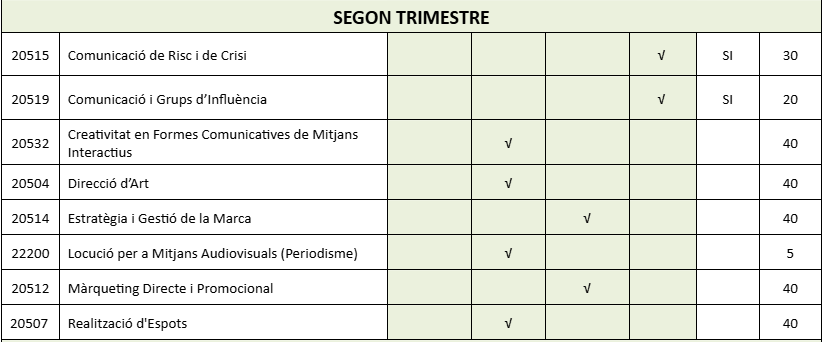 SEGON TRIMESTRE
20515 Comunicació de Risc i de Crisi √ SI 30
20519 Comunicació i Grups d’Influència √ SI 20
20532 Creativitat en Formes Comunicatives de Mitjans
Interactius √ 40
20504 Direcció d’Art √ 40
20514 Estratègia i Gestió de la Marca √ 40
22200 Locució per a Mitjans Audiovisuals (Periodisme) √ 5
20512 Màrqueting Directe i Promocional √ 40
20507 Realització d'Espots √ 40